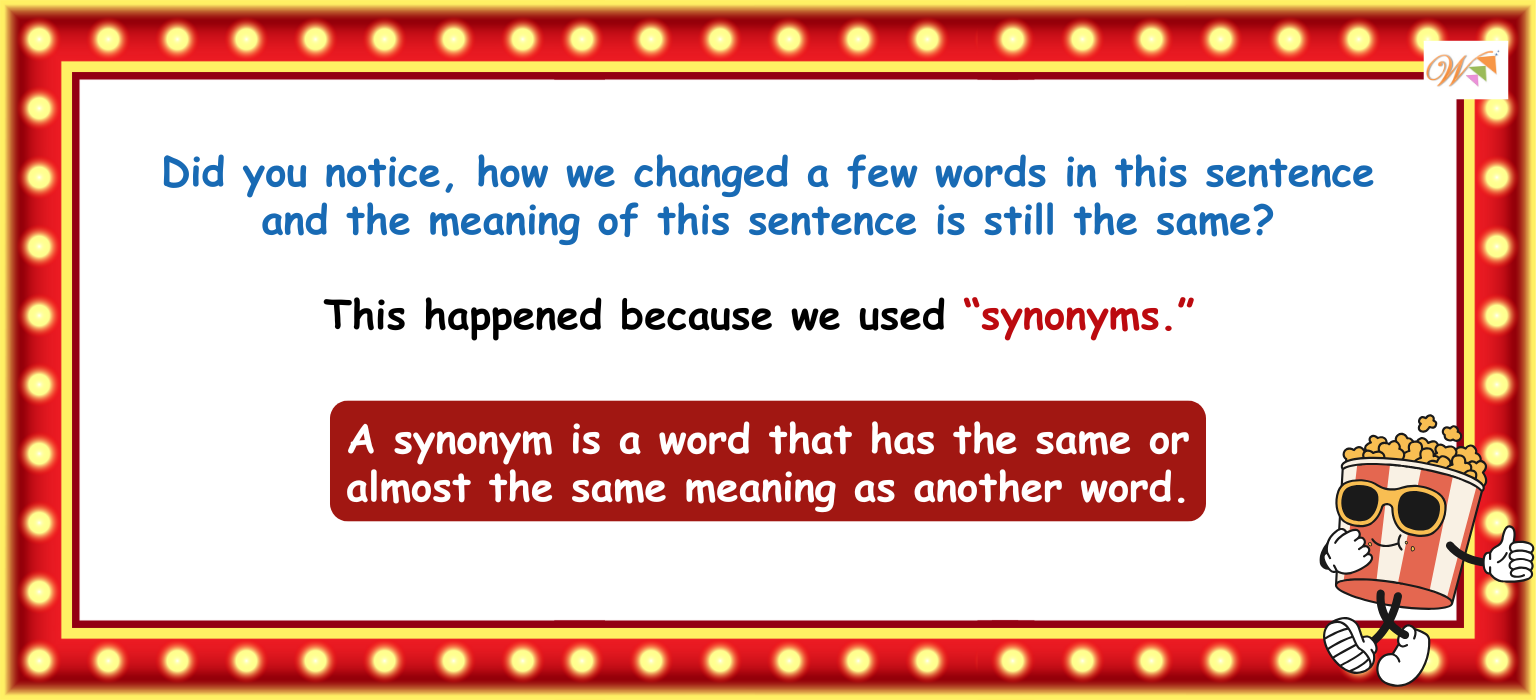 Did you notice, how we changed a few words in this sentence
and the meaning of this sentence is still the same?
This happened because we used “synonyms.”
A synonym is a word that has the same or
almost the same meaning as another word.
W